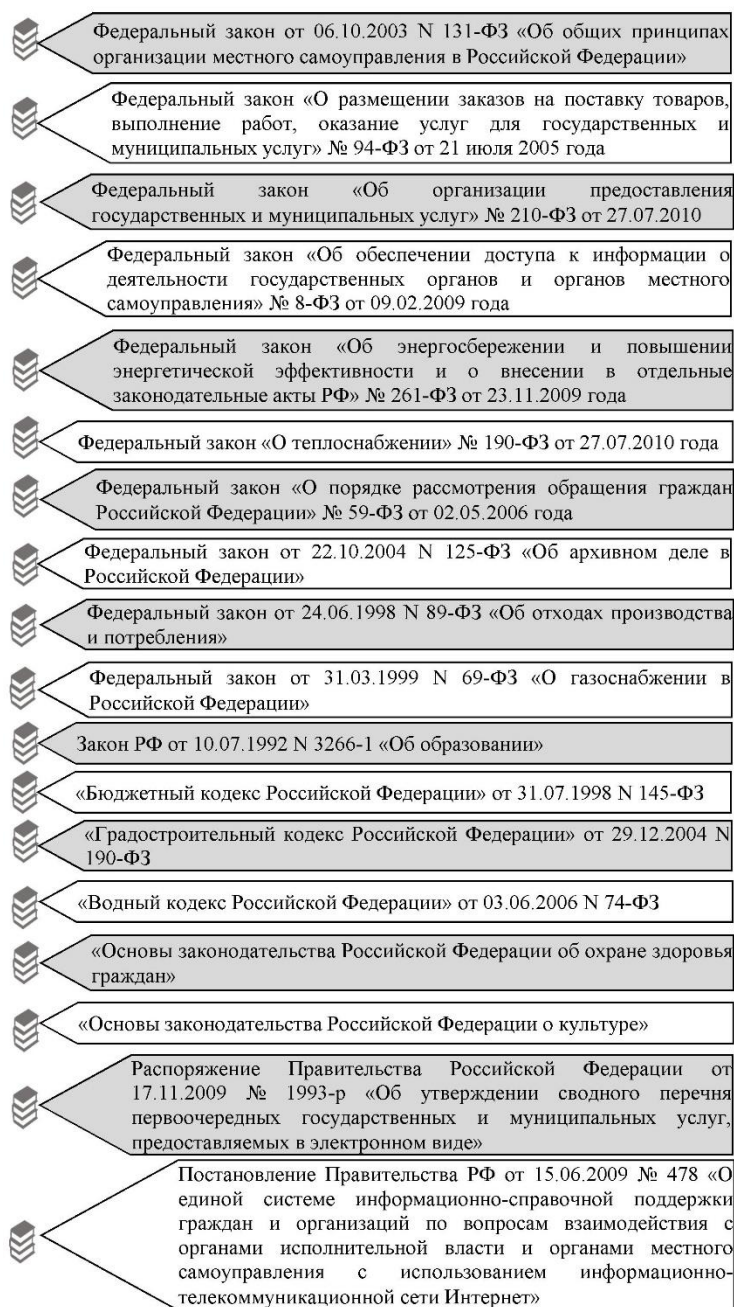 Федеральный закон от 06.10.2003 N 131-ФЗ «Об общих принципах
организации местного самоуправления в Российской Федерации»
Федеральный закон «О размещении заказов на поставку товаров,
выполнение работ, оказание услуг для государственных и
муниципальных услуг» № 94-ФЗ от 21 июля 2005 года
Федеральный закон «Об организации предоставления
государственных и муниципальных услуг» № 210-ФЗ от 27.07.2010
Федеральный закон «Об обеспечении доступа к информации о
деятельности государственных органов и органов местного
самоуправления» № 8-ФЗ от 09.02.2009 года
Федеральный закон «Об энергосбережении и повышении
энергетической эффективности и о внесении в отдельные
законодательные акты РФ» № 261-ФЗ от 23.11.2009 года
Федеральный закон «О теплоснабжении» № 190-ФЗ от 27.07.2010 года
Федеральный закон «О порядке рассмотрения обращения граждан
Российской Федерации» № 59-ФЗ от 02.05.2006 года
Федеральный закон от 22.10.2004 N 125-ФЗ «Об архивном деле в
Российской Федерации»
Федеральный закон от 24.06.1998 N 89-ФЗ «Об отходах производства
и потребления»
Федеральный закон от 31.03.1999 N 69-ФЗ «О газоснабжении в
Российской Федерации»
Закон РФ от 10.07.1992 N 3266-1 «Об образовании»
«Бюджетный кодекс Российской Федерации» от 31.07.1998 N 145-ФЗ
«Градостроительный кодекс Российской Федерации» от 29.12.2004 N
190-ФЗ
«Водный кодекс Российской Федерации» от 03.06.2006 N 74-ФЗ
«Основы законодательства Российской Федерации об охране здоровья
граждан»
«Основы законодательства Российской Федерации о культуре»
Распоряжение Правительства Российской Федерации от
17.11.2009 № 1993-р «Об утверждении сводного перечня
первоочередных государственных и муниципальных услуг,
предоставляемых в электронном виде»
Постановление Правительства РФ от 15.06.2009 № 478 «О
единой системе информационно-справочной поддержки
граждан и организаций по вопросам взаимодействия с
органами исполнительной власти и органами местного
самоуправления с использованием информационно-
телекоммуникационной сети Интернет»